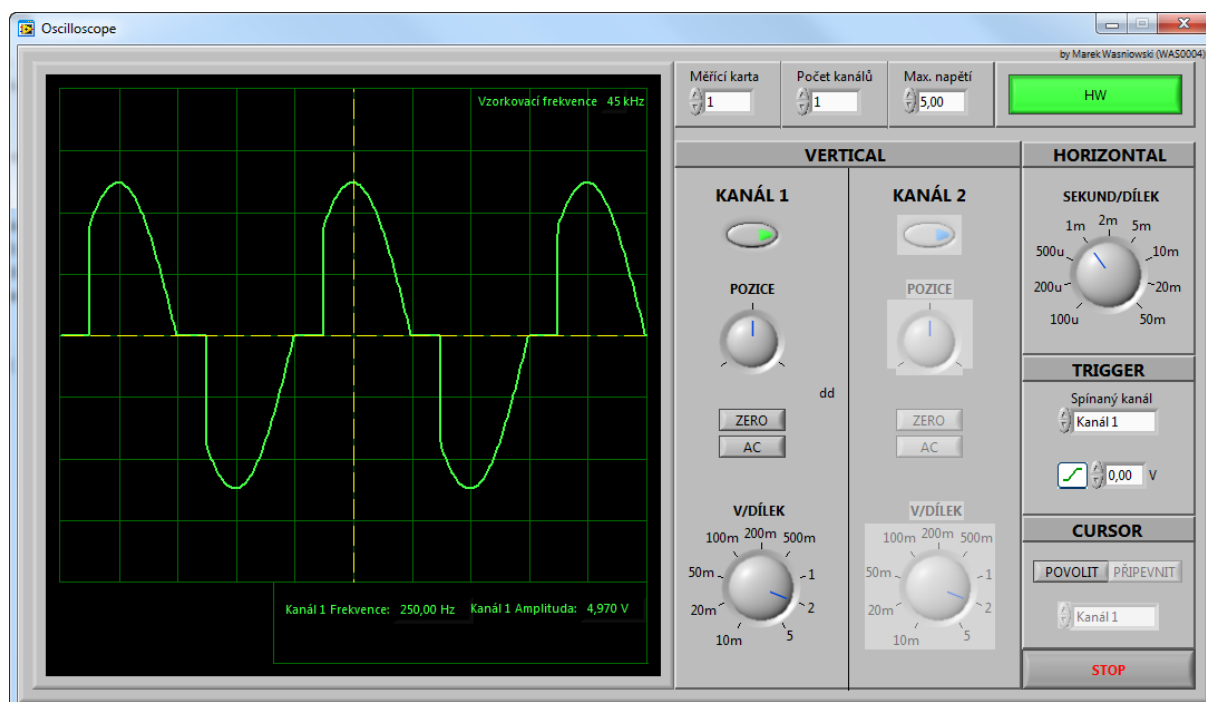 Oscilloscope
by Marek Wasniowski (WAS0004)
Vzorkovací frekvence 45 kHz
Měřící karta
1
Počet kanálů
1
Max. napětí
5,00
HW
VERTICAL
HORIZONTAL
KANÁL 1
KANÁL 2
SEKUND/DÍLEK
1m 2m 5m
500u 10m
200u 20m
100u 50m
POZICE
POZICE
dd
TRIGGER
Spínaný kanál
Kanál 1
0,00 V
ZERO
AC
ZERO
AC
V/DÍLEK
100m 200m 500m
50m 1
20m 2
10m 5
V/DÍLEK
100m 200m 500m
50m 1
20m 2
10m 5
CURSOR
POVOLIT PŘIPEVNIT
Kanál 1
STOP
Kanál 1 Frekvence: 250,00 Hz Kanál 1 Amplituda: 4,970 V